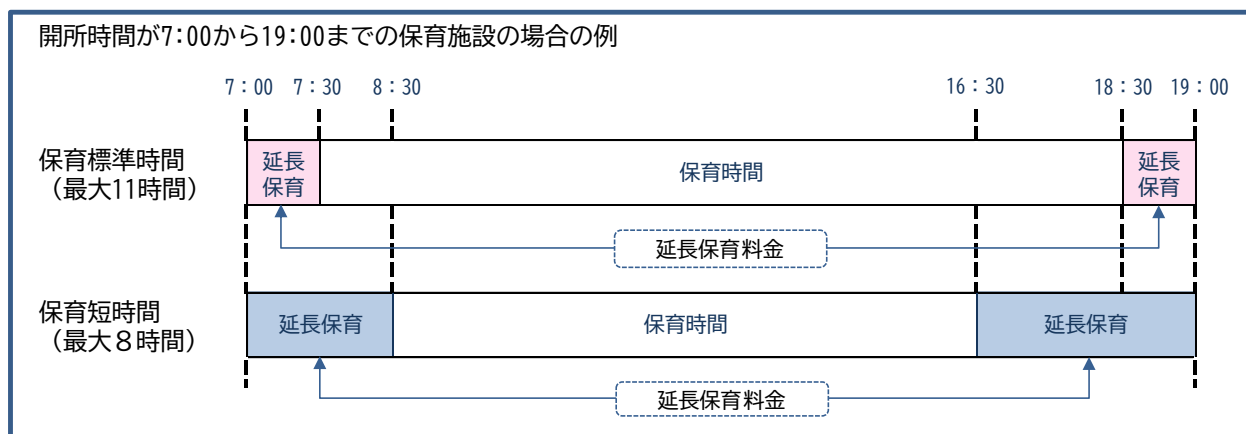 開所時間が7:00から19:00までの保育施設の場合の例
7:00 7:30 8:30 16:30 18:30 19:00
保育標準時間
(最大11時間)
延長
保育
保育時間
延長
保育
延長保育料金
保育短時間
(最大8時間)
延長保育
保育時間
延長保育
延長保育料金